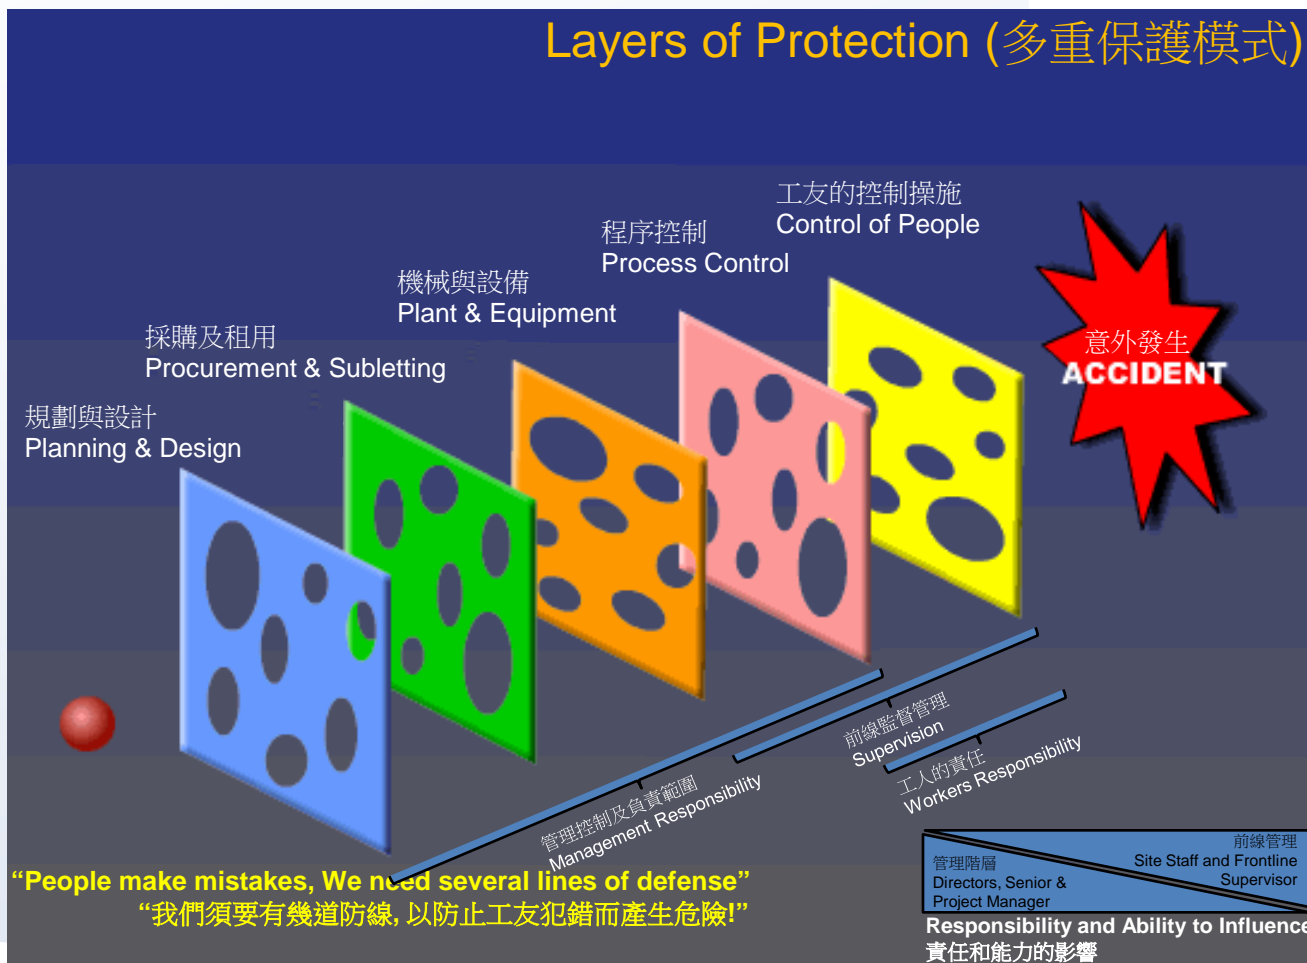 Layers of Protection (多重保護模式)
工友的控制操施
Control of People
程序控制
Process Control
機械與設備
Plant & Equipment
採購及租用
Procurement & Subletting
規劃與設計
Planning & Design
意外發生
ACCIDENT
前線監督管理
Supervision
工人的責任
Workers Responsibility
管理控制及負責範圍
Management Responsibility
“People make mistakes, We need several lines of defense”
“我們須要有幾道防線, 以防止工友犯錯而產生危險!”
前線管理
Site Staff and Frontline
Supervisor
管理階層
Directors, Senior &
Project Manager
Responsibility and Ability to Influence
責任和能力的影響